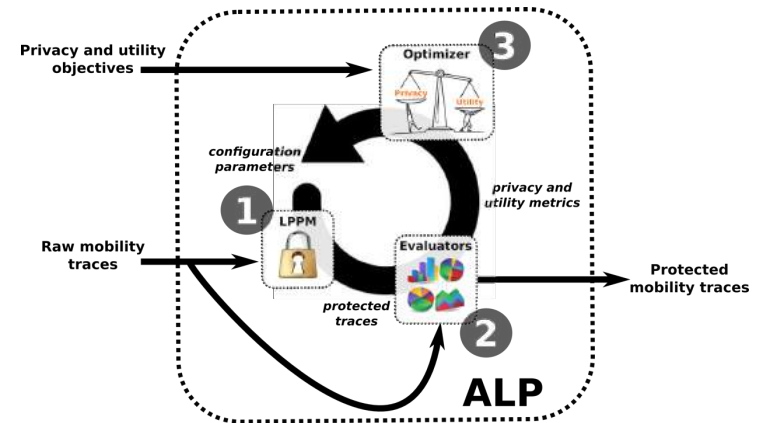 Privacy and utility
objectives
3
Optimizer
Privacy
Utility
configuration
parameters
privacy and
utility metrics
1
LPPM
Raw mobility
traces
Evaluators
Protected
mobility traces
protected
traces
2
ALP